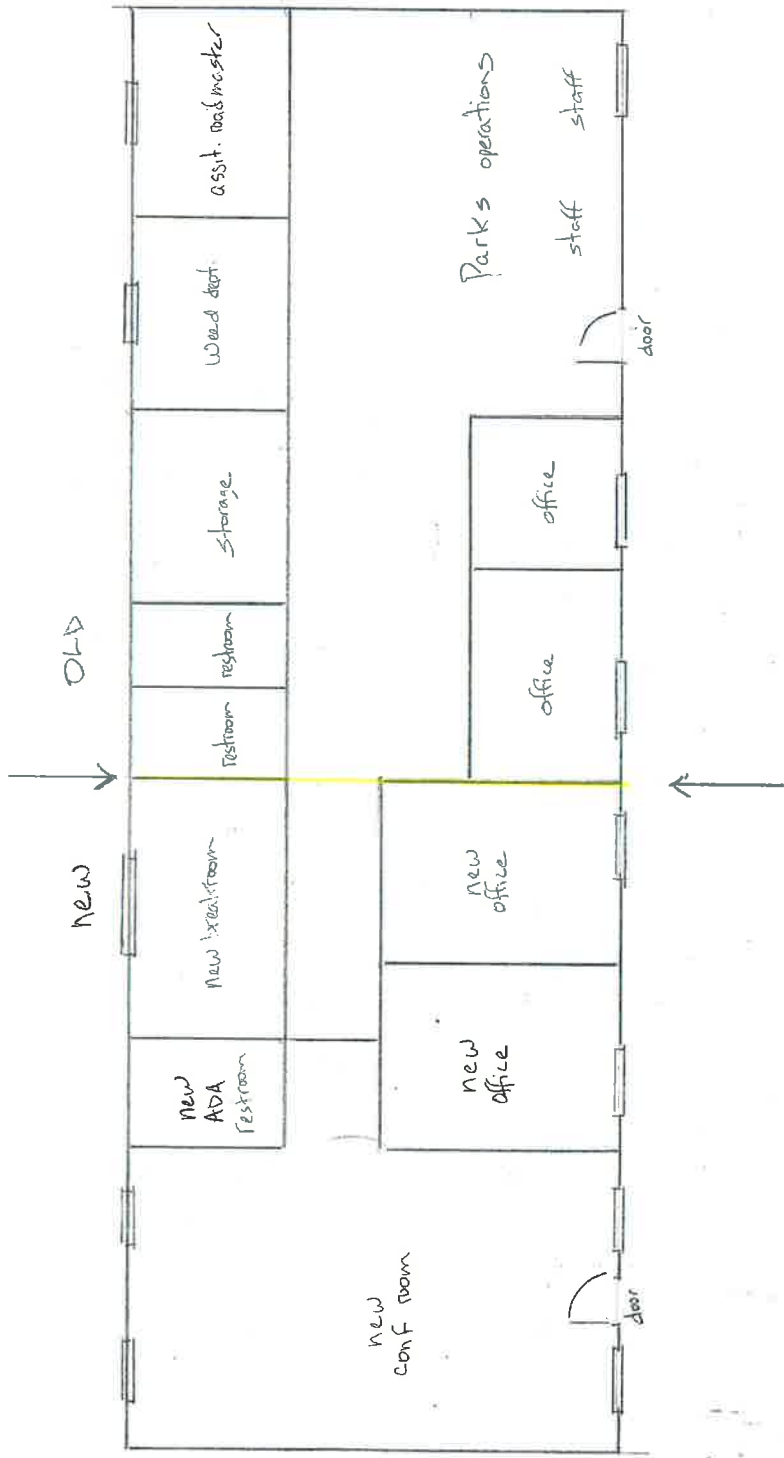 new
OLD
new
ADA
restroom
new breakroom
restroom
restroom
storage
Weed dept.
assit. roadmaster
new
conf room
new
office
new
office
office
office
Parks operations
staff
staff
door
door